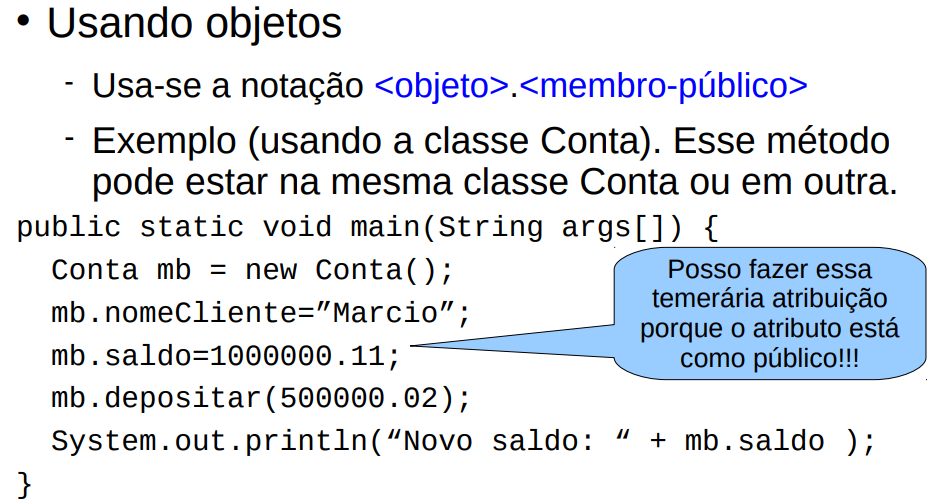 • Usando objetos
- Usa-se a notação <objeto>.<membro-público>
- Exemplo (usando a classe Conta). Esse método
pode estar na mesma classe Conta ou em outra.
public static void main(String args[]) {
Conta mb = new Conta();
mb.nomeCliente=”Marcio”;
mb.saldo=1000000.11;
mb.depositar(500000.02);
System.out.println(“Novo saldo: “ + mb.saldo );
}
Posso fazer essa
temerária atribuição
porque o atributo está
como público!!!